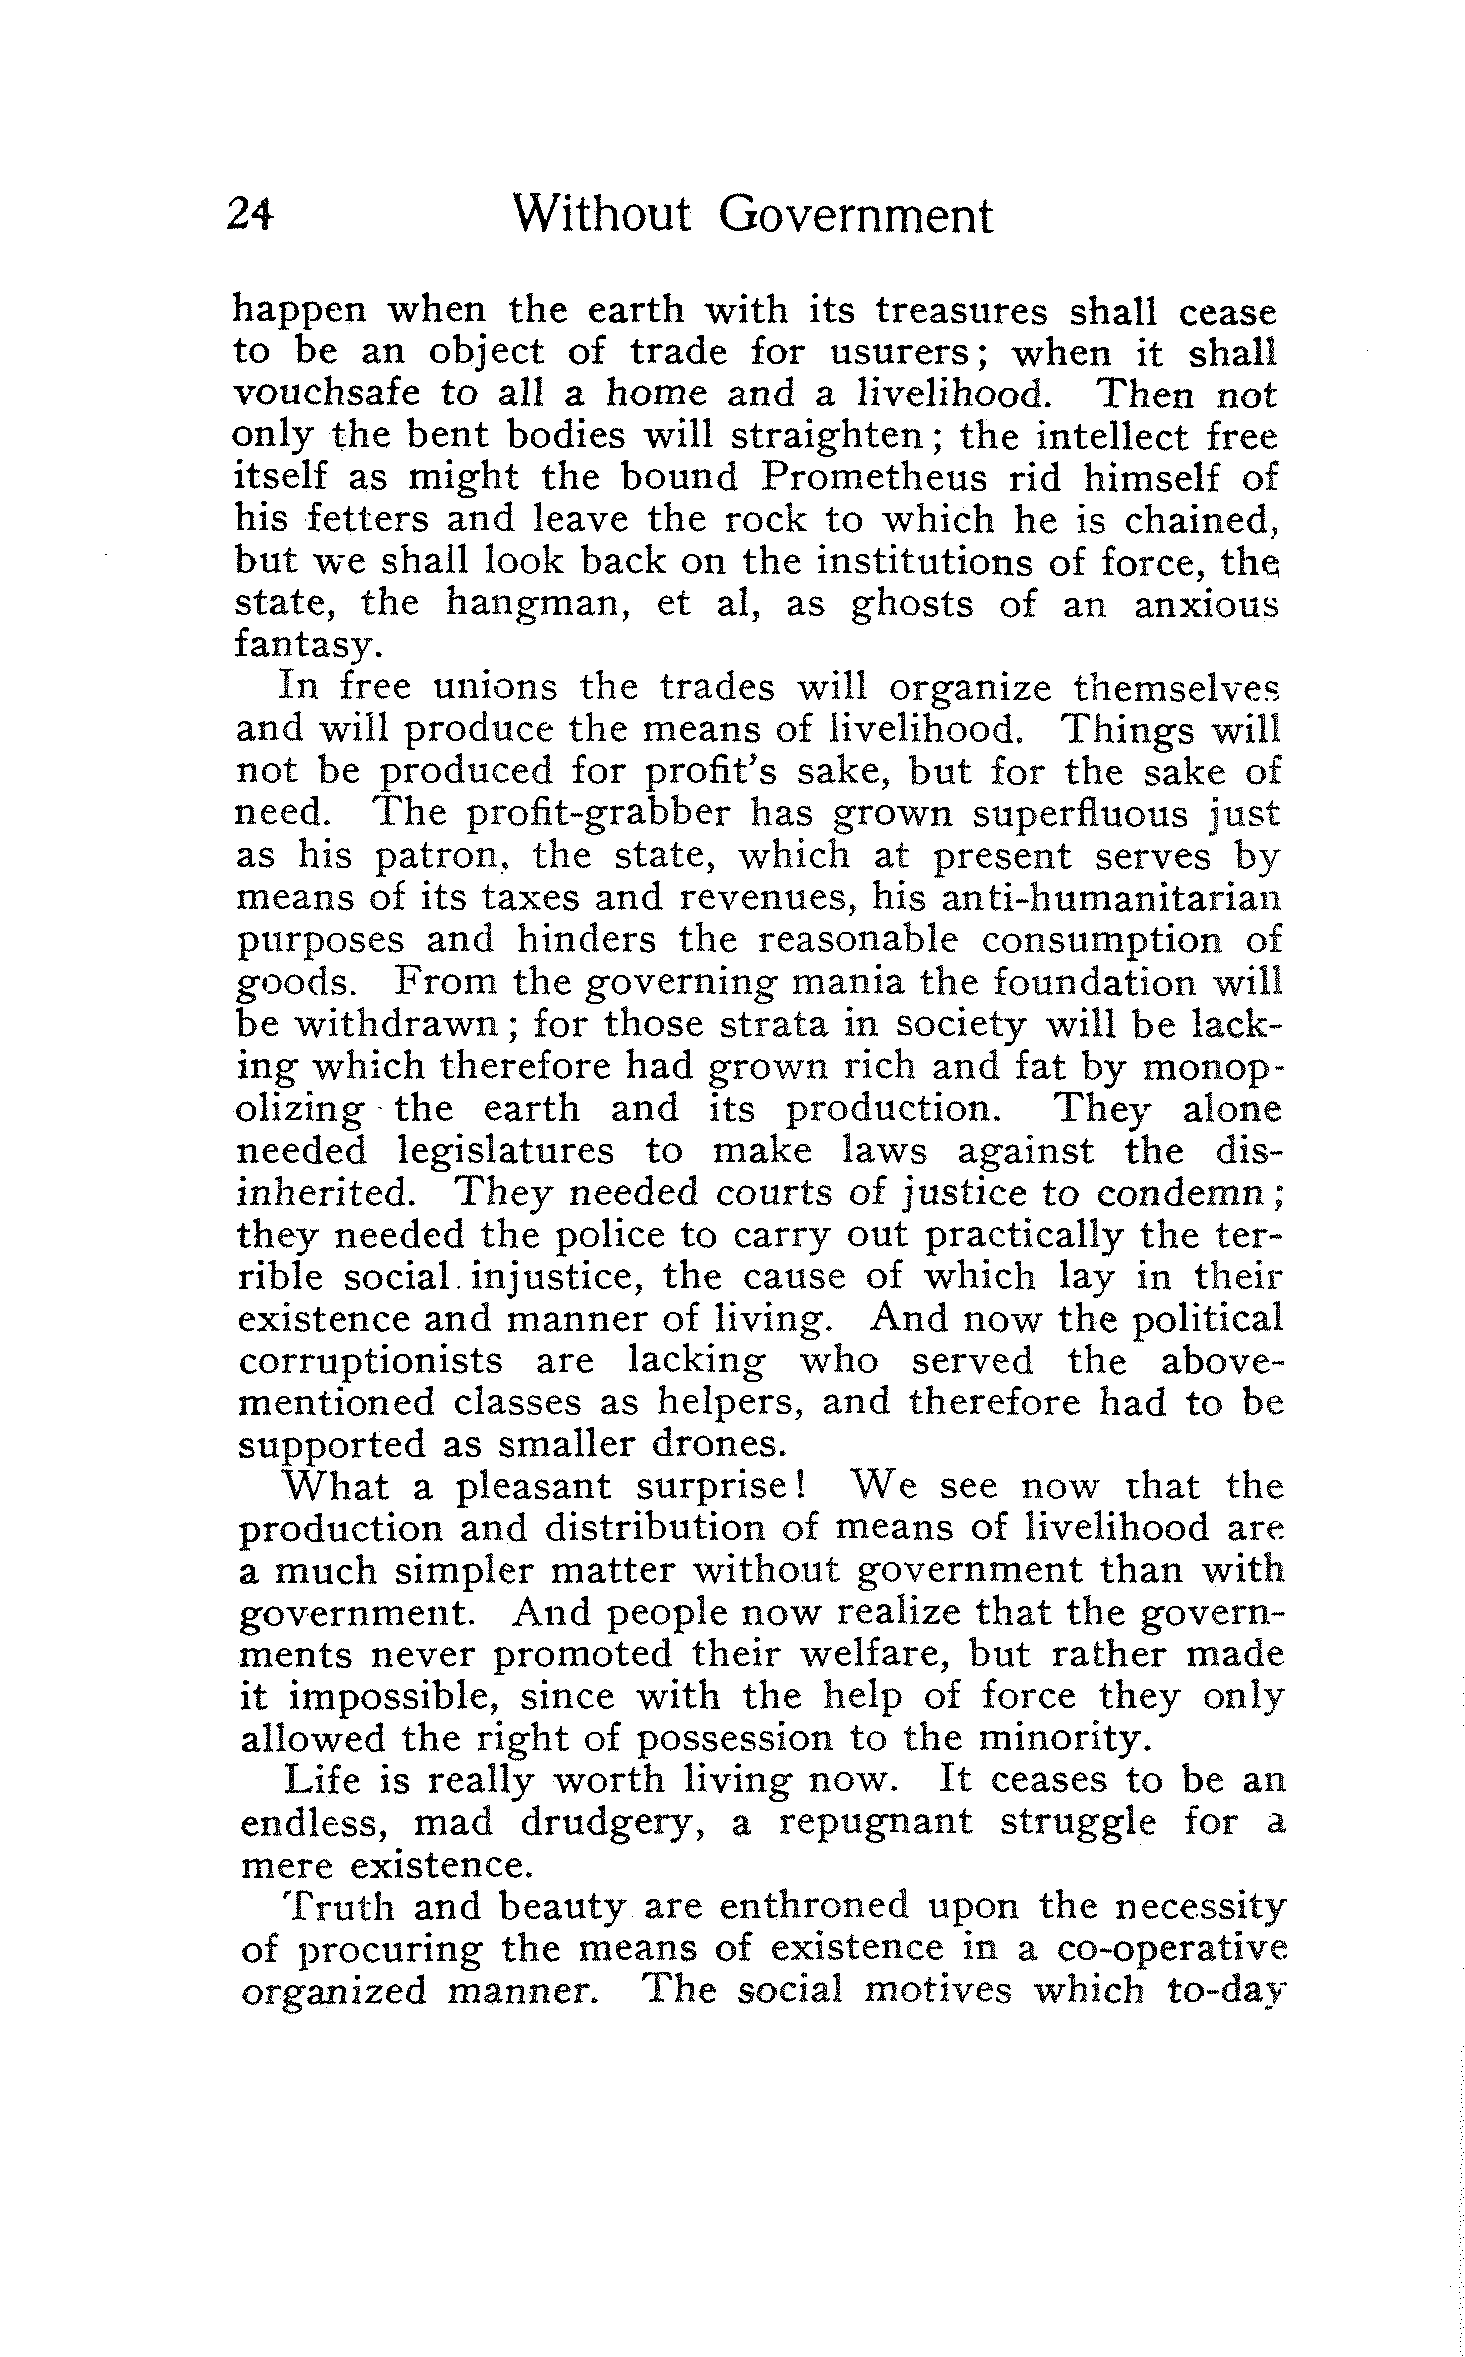 24 Without Government
happen when the earth with its treasures shall cease
to be an object of trade for usurers; when it shall
vouchsafe to all a home and a livelihood. Then not
only the bent bodies will straighten; the intellect free
itself as might the bound Prometheus rid himself of
his fetters and leave the rock to which he is chained,
but we shall look back on the institutions of force, the
state, the hangman, et al, as ghosts of an anxious
fantasy.
In free unions the trades will organize themselves
and will produce the means of livelihood. Things will
not be produced for profit's sake, but for the sake of
need. The profit-grabber has grown superfluous just
as his patron, the state, which at present serves by
means of its taxes and revenues, his anti-humanitarian
purposes and hinders the reasonable consumption of
goods. From the governing mania the foundation will
be withdrawn; for those strata in society will be lack-
ing which therefore had grown rich and fat by monop-
olizing the earth and its production. They alone
needed legislatures to make laws against the dis-
inherited. They needed courts of justice to condemn;
they needed the police to carry out practically the ter-
rible social injustice, the cause of which lay in their
existence and manner of living. And now the political
corruptionists are lacking who served the above-
mentioned classes as helpers, and therefore had to be
supported as smaller drones.
What a pleasant surprise! We see now that the
production and distribution of means of livelihood are
a much simpler matter without government than with
government. And people now realize that the govern-
ments never promoted their welfare, but rather made
it impossible, since with the help of force they only
allowed the right of possession to the minority.
Life is really worth living now. It ceases to be an
endless, mad drudgery, a repugnant struggle for a
mere existence.
Truth and beauty are enthroned upon the necessity
of procuring the means of existence in a co-operative
organized manner. The social motives which to-day